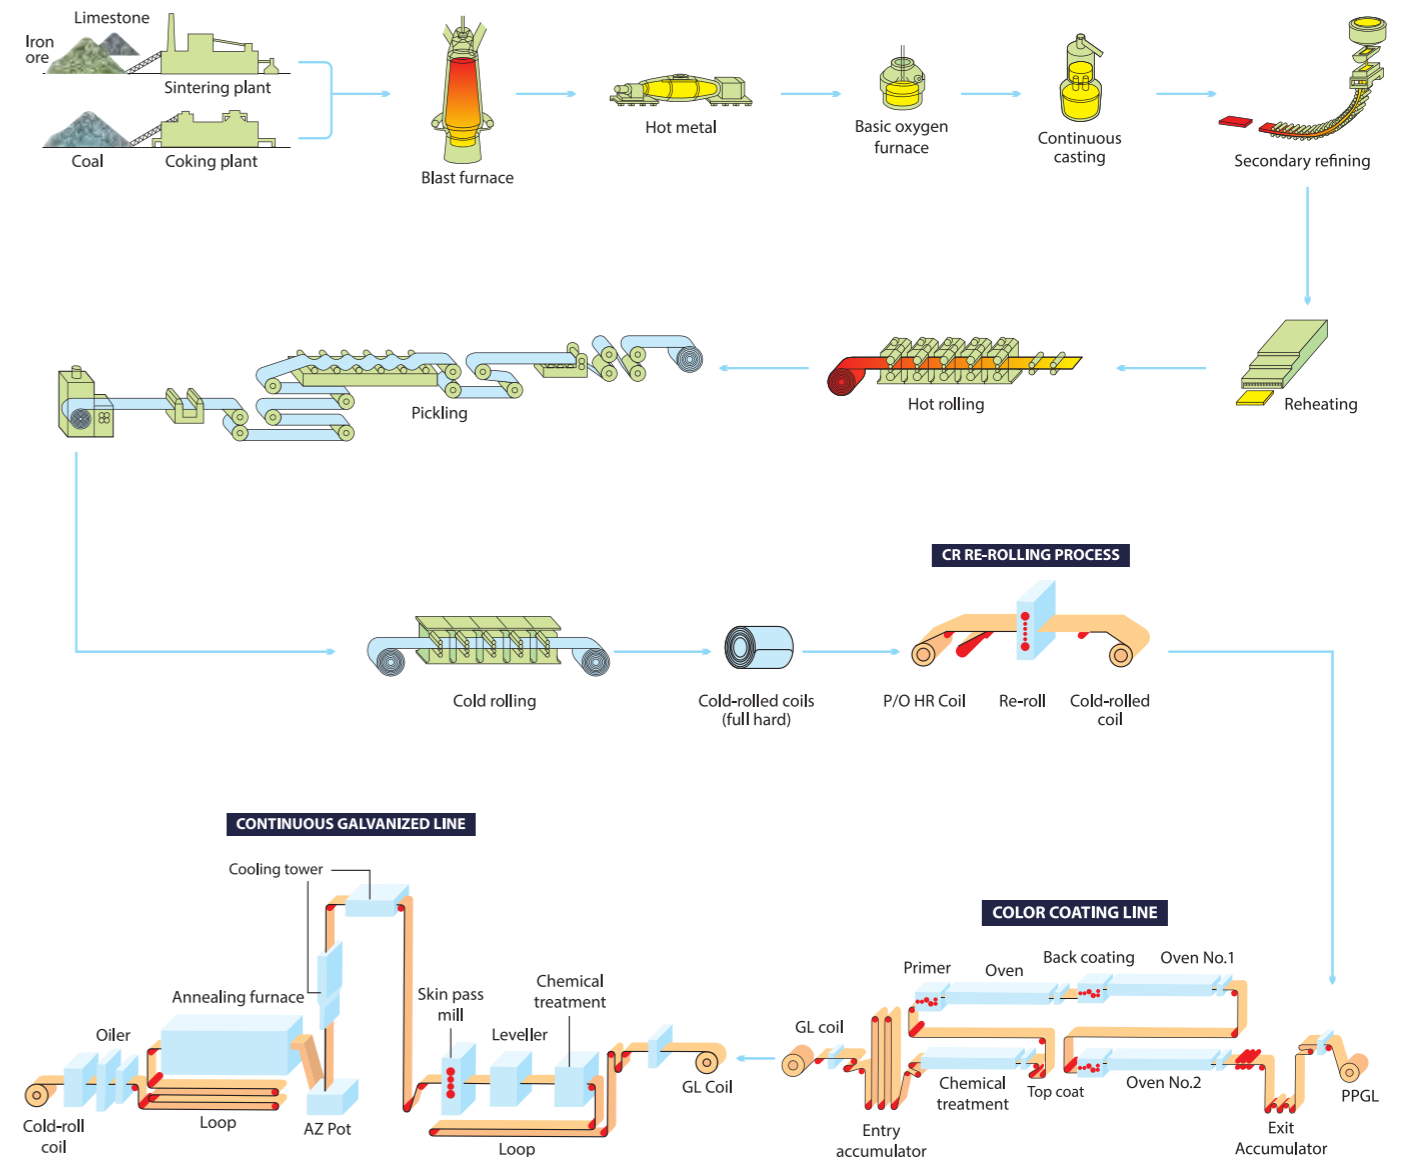 Limestone
Iron
ore
Sintering plant
Coal
Coking plant
Blast furnace
Hot metal
Basic oxygen
furnace
Continuous
casting
Secondary refining
Pickling
Hot rolling
Reheating
CR RE-ROLLING PROCESS
Cold rolling
Cold-rolled coils
(full hard)
P/O HR Coil
Re-roll
Cold-rolled
coil
CONTINUOUS GALVANIZED LINE
Cooling tower
Annealing furnace
Oiler
Cold-roll
coil
Loop
AZ Pot
Skin pass
mill
Leveller
Chemical
treatment
Loop
GL Coil
COLOR COATING LINE
Primer
Oven
Back coating
Oven No.1
GL coil
Chemical
treatment
Top coat
Oven No.2
Entry
accumulator
Exit
Accumulator
PPGL